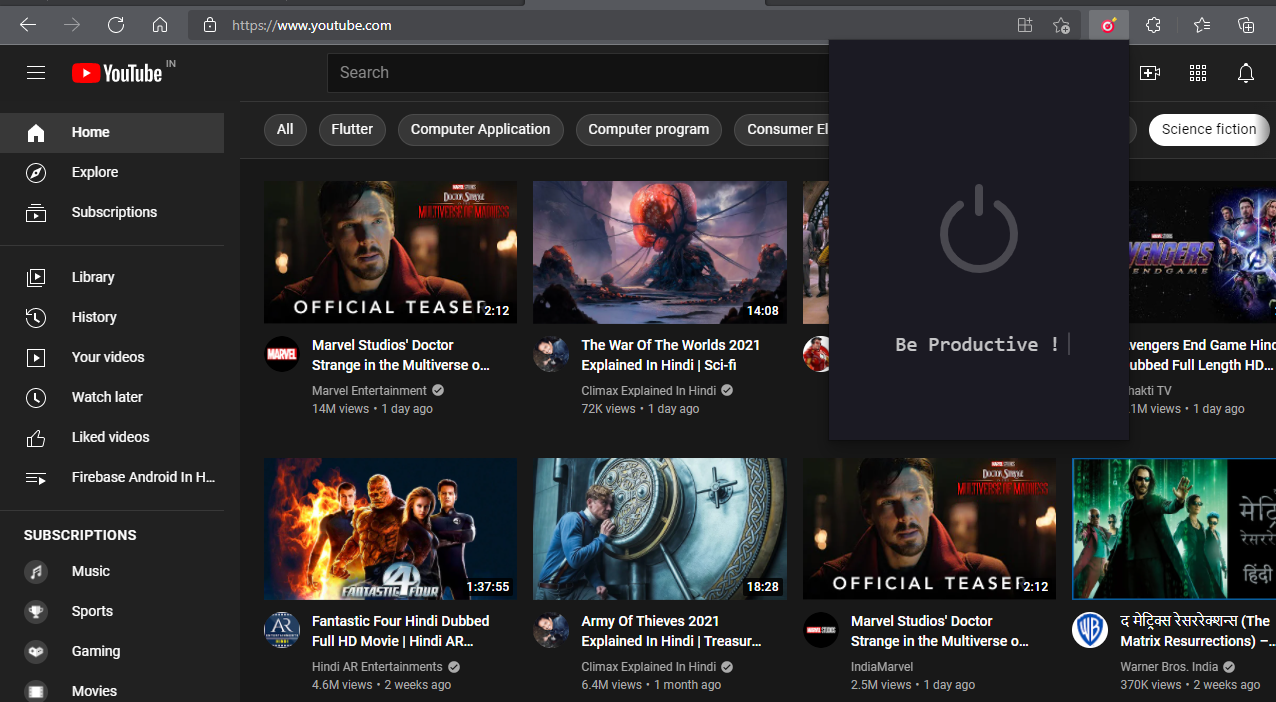 https://www.youtube.com
YouTube IN
Search
All
Flutter
Computer Application
Computer program
Consumer El
Science fiction
Home
Explore
Subscriptions
Library
History
Your videos
Watch later
Liked videos
Firebase Android In H...
SUBSCRIPTIONS
Music
Sports
Gaming
Movies
MARVEL STUDIOS
DOCTOR STRANGE
MULTIVERSE OF MADNESS
OFFICIAL TEASER
2:12
MARVEL
Marvel Studios' Doctor
Strange in the Multiverse o...
Marvel Entertainment
14M views • 1 day ago
14:08
The War Of The Worlds 2021
Explained In Hindi | Sci-fi
Climax Explained In Hindi
72K views • 1 day ago
Be Productive !
VENGERS
ENDGAME
vengers End Game Hind
ubbed Full Length HD...
hakti TV
.1M views • 1 day ago
4
FANTASTIC FOUR
1:37:55
AR
Fantastic Four Hindi Dubbed
Full HD Movie | Hindi AR...
Hindi AR Entertainments
4.6M views • 2 weeks ago
18:28
Army Of Thieves 2021
Explained In Hindi | Treasur...
Climax Explained In Hindi
6.4M views • 1 month ago
MARVEL STUDIOS
DOCTOR STRANGE
MULTIVERSE OF MADNESS
OFFICIAL TEASER
2:12
MARVEL STUDIOS
Marvel Studios' Doctor
Strange in the Multiverse o...
IndiaMarvel
2.5M views • 1 day ago
हिंदी
WB
द मेट्रिक्स रेसररेक्शन्स (The
Matrix Resurrections) –...
Warner Bros. India
370K views • 2 weeks ago